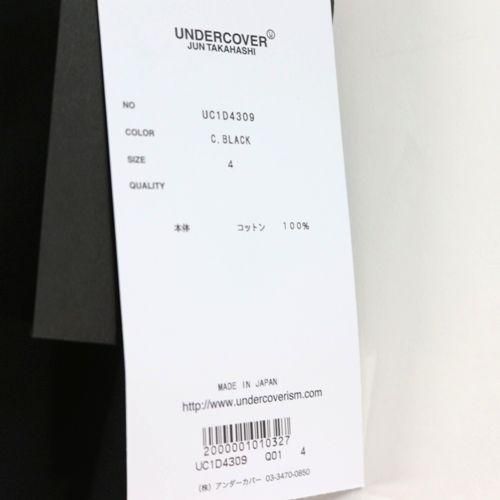 UNDERCOVER U
JUN TAKAHASHI
NO UC1D4309
COLOR C.BLACK
SIZE 4
QUALITY
本体 コットン 100%
MADE IN JAPAN
http://www.undercoverism.com
2000001010327
UC1D4309 Q01 4
(株) アンダーカバー 03-3470-0850